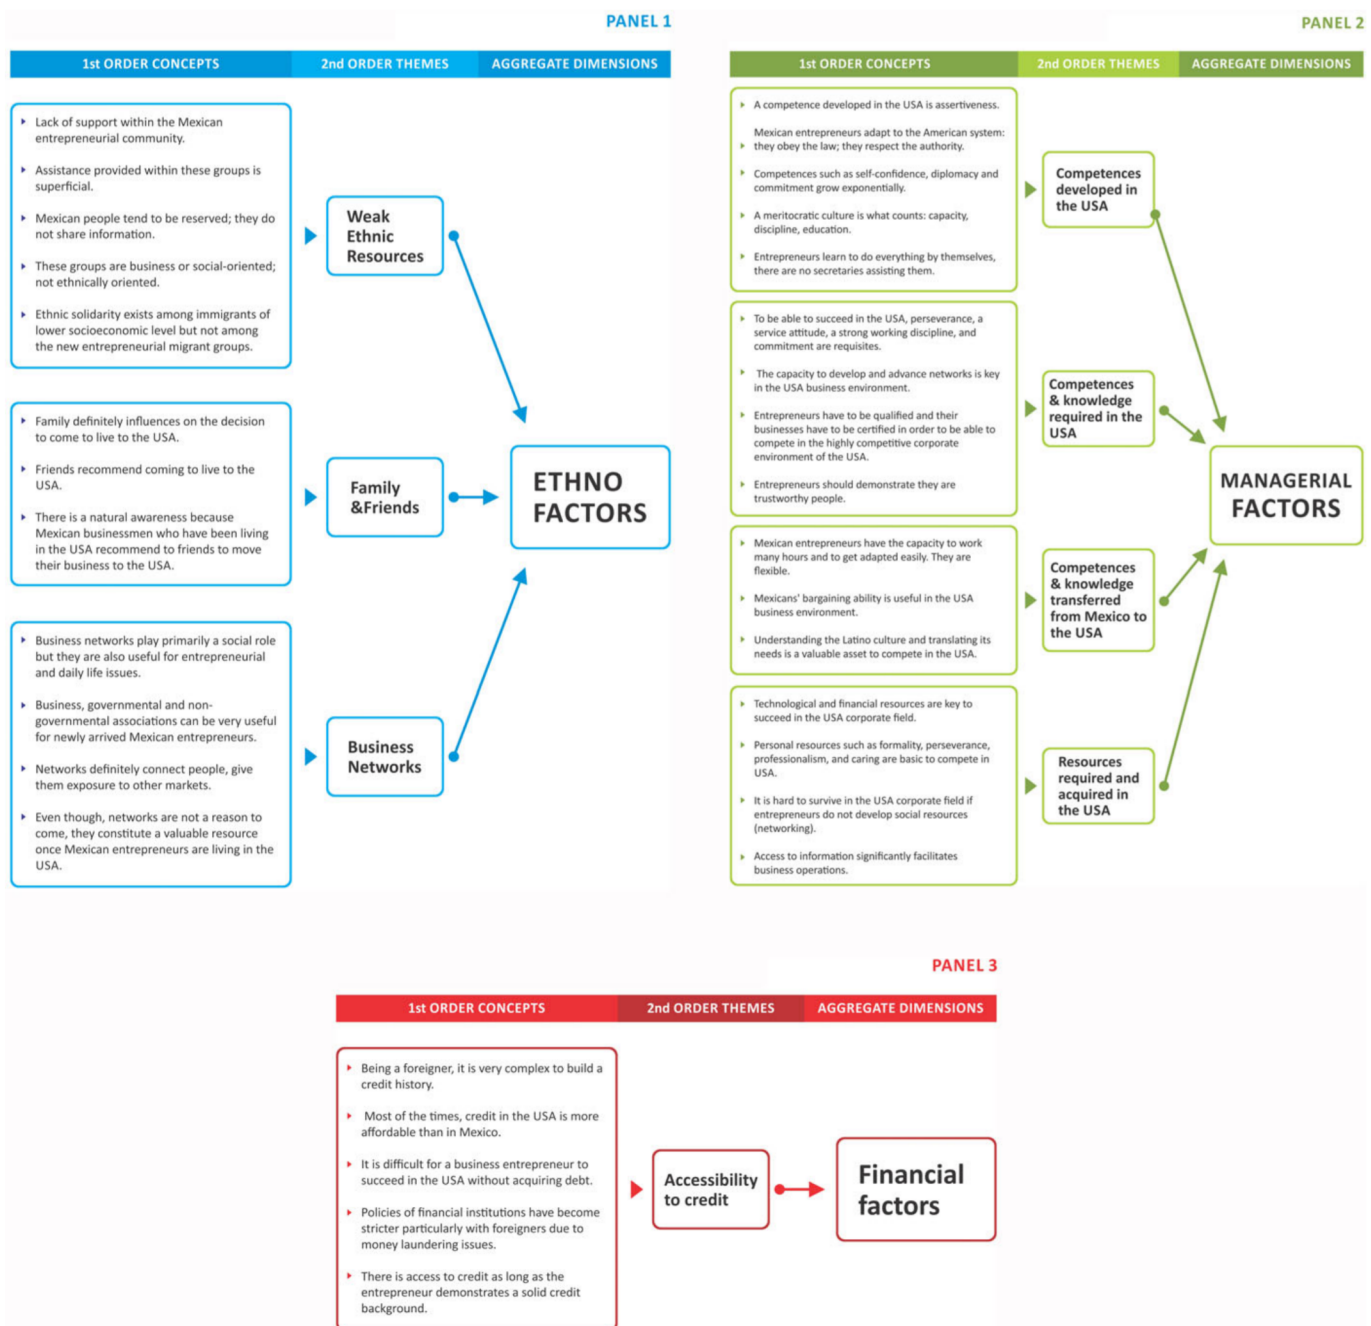 PANEL 1
1st ORDER CONCEPTS
2nd ORDER THEMES
AGGREGATE DIMENSIONS
Lack of support within the Mexican
entrepreneurial community.
Assistance provided within these groups is
superficial.
Mexican people tend to be reserved; they do
not share information.
These groups are business or social-oriented;
not ethnically oriented.
Ethnic solidarity exists among immigrants of
lower socioeconomic level but not among
the new entrepreneurial migrant groups.
Weak
Ethnic
Resources
Family definitely influences on the decision
to come to live to the USA.
Friends recommend coming to live to the
USA.
There is a natural awareness because
Mexican businessmen who have been living
in the USA recommend to friends to move
their business to the USA.
Family
&Friends
Business networks play primarily a social role
but they are also useful for entrepreneurial
and daily life issues.
Business, governmental and non-
governmental associations can be very useful
for newly arrived Mexican entrepreneurs.
Networks definitely connect people, give
them exposure to other markets.
Even though, networks are not a reason to
come, they constitute a valuable resource
once Mexican entrepreneurs are living in the
USA.
Business
Networks
ETHNO
FACTORS
PANEL 2
1st ORDER CONCEPTS
2nd ORDER THEMES
AGGREGATE DIMENSIONS
A competence developed in the USA is assertiveness.
Mexican entrepreneurs adapt to the American system:
they obey the law; they respect the authority.
Competences such as self-confidence, diplomacy and
commitment grow exponentially.
A meritocratic culture is what counts: capacity,
discipline, education.
Entrepreneurs learn to do everything by themselves,
there are no secretaries assisting them.
Competences
developed in
the USA
To be able to succeed in the USA, perseverance, a
service attitude, a strong working discipline, and
commitment are requisites.
The capacity to develop and advance networks is key
in the USA business environment.
Entrepreneurs have to be qualified and their
businesses have to be certified in order to be able to
compete in the highly competitive corporate
environment of the USA.
Entrepreneurs should demonstrate they are
trustworthy people.
Competences
& knowledge
required in the
USA
Mexican entrepreneurs have the capacity to work
many hours and to get adapted easily. They are
flexible.
Mexicans' bargaining ability is useful in the USA
business environment.
Understanding the Latino culture and translating its
needs is a valuable asset to compete in the USA.
Competences
& knowledge
transferred
from Mexico to
the USA
Technological and financial resources are key to
succeed in the USA corporate field.
Personal resources such as formality, perseverance,
professionalism, and caring are basic to compete in
USA.
It is hard to survive in the USA corporate field if
entrepreneurs do not develop social resources
(networking).
Access to information significantly facilitates
business operations.
Resources
required and
acquired in
the USA
MANAGERIAL
FACTORS
PANEL 3
1st ORDER CONCEPTS
2nd ORDER THEMES
AGGREGATE DIMENSIONS
Being a foreigner, it is very complex to build a
credit history.
Most of the times, credit in the USA is more
affordable than in Mexico.
It is difficult for a business entrepreneur to
succeed in the USA without acquiring debt.
Policies of financial institutions have become
stricter particularly with foreigners due to
money laundering issues.
There is access to credit as long as the
entrepreneur demonstrates a solid credit
background.
Accessibility
to credit
Financial
factors